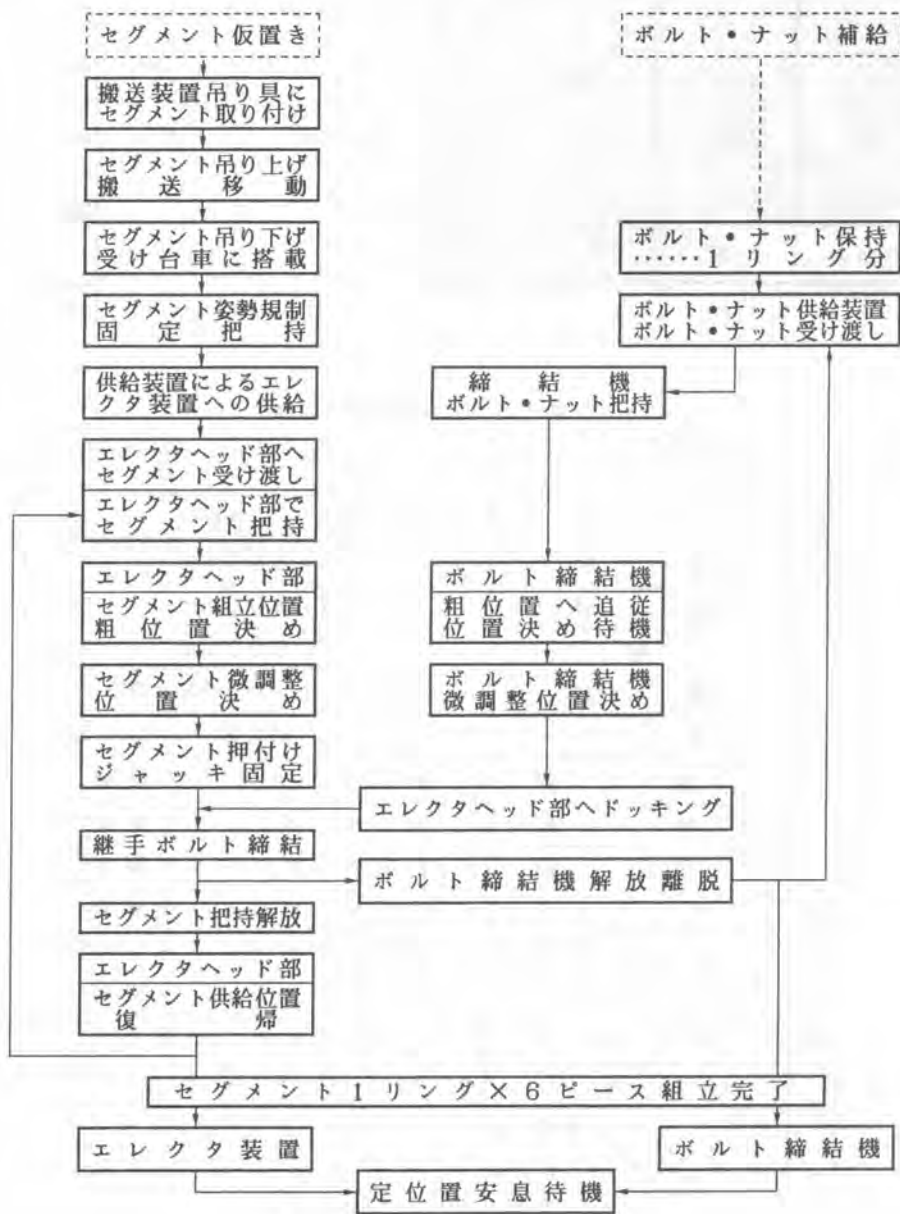 セグメント仮置き
搬送装置吊り具に
セグメント取り付け
セグメント吊り上げ
搬送移動
セグメント吊り下げ
受け台車に搭載
セグメント姿勢規制
固定把持
供給装置によるエレ
クタ装置への供給
エレクタヘッド部へ
セグメント受け渡し
エレクタヘッド部で
セグメント把持
エレクタヘッド部
セグメント組立位置
粗位置決め
セグメント微調整
位置決め
セグメント押付け
ジャッキ固定
継手ボルト締結
セグメント把持解放
エレクタヘッド部
セグメント供給位置
復帰
ボルト・ナット補給
ボルト・ナット保持
……1リング分
ボルト・ナット供給装置
ボルト・ナット受け渡し
締結機
ボルト・ナット把持
ボルト締結機
粗位置へ追従
位置決め待機
ボルト締結機
微調整位置決め
エレクタヘッド部へドッキング
ボルト締結機解放離脱
セグメント1リング×6ピース組立完了
エレクタ装置
ボルト締結機
定位置安息待機